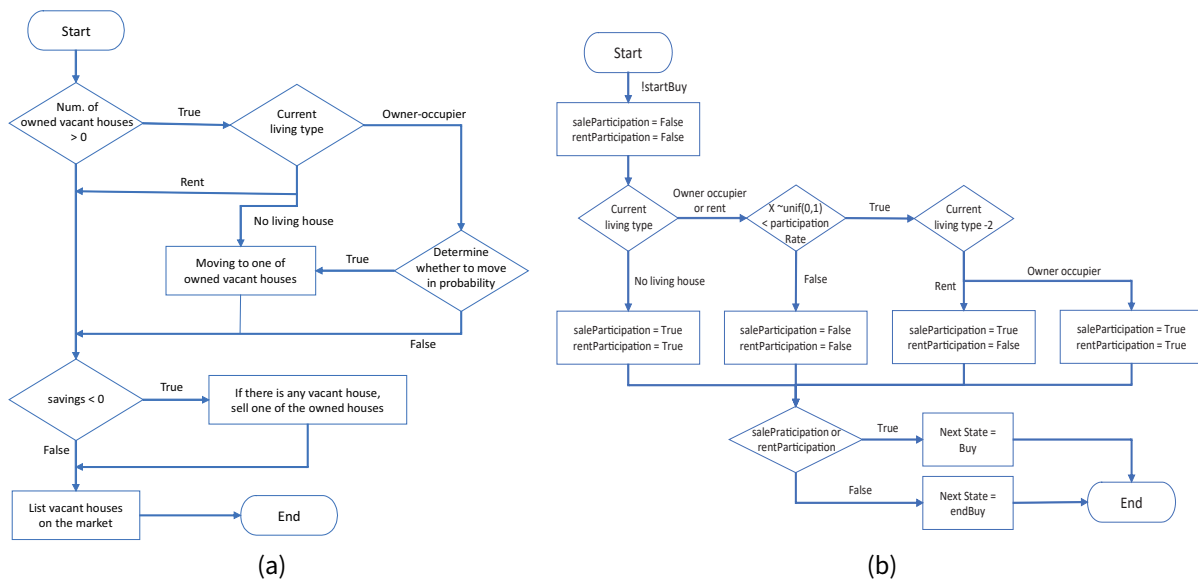 Start
Num. of
owned vacant houses
> 0
True
Current
living type
Owner-occupier
Rent
No living house
Moving to one of
owned vacant houses
True
Determine
whether to move
in probability
False
savings < 0
True
If there is any vacant house,
sell one of the owned houses
False
List vacant houses
on the market
End
(a)
Start
!startBuy
saleParticipation = False
rentParticipation = False
Current
living type
Owner occupier
or rent
X ~unif(0,1)
< participation
Rate
True
Current
living type -2
No living house
False
Rent
Owner occupier
saleParticipation = True
rentParticipation = True
saleParticipation = False
rentParticipation = False
saleParticipation = True
rentParticipation = False
saleParticipation = True
rentParticipation = True
salePraticipation or
rentParticipation
True
Next State =
Buy
False
Next State =
endBuy
End
(b)